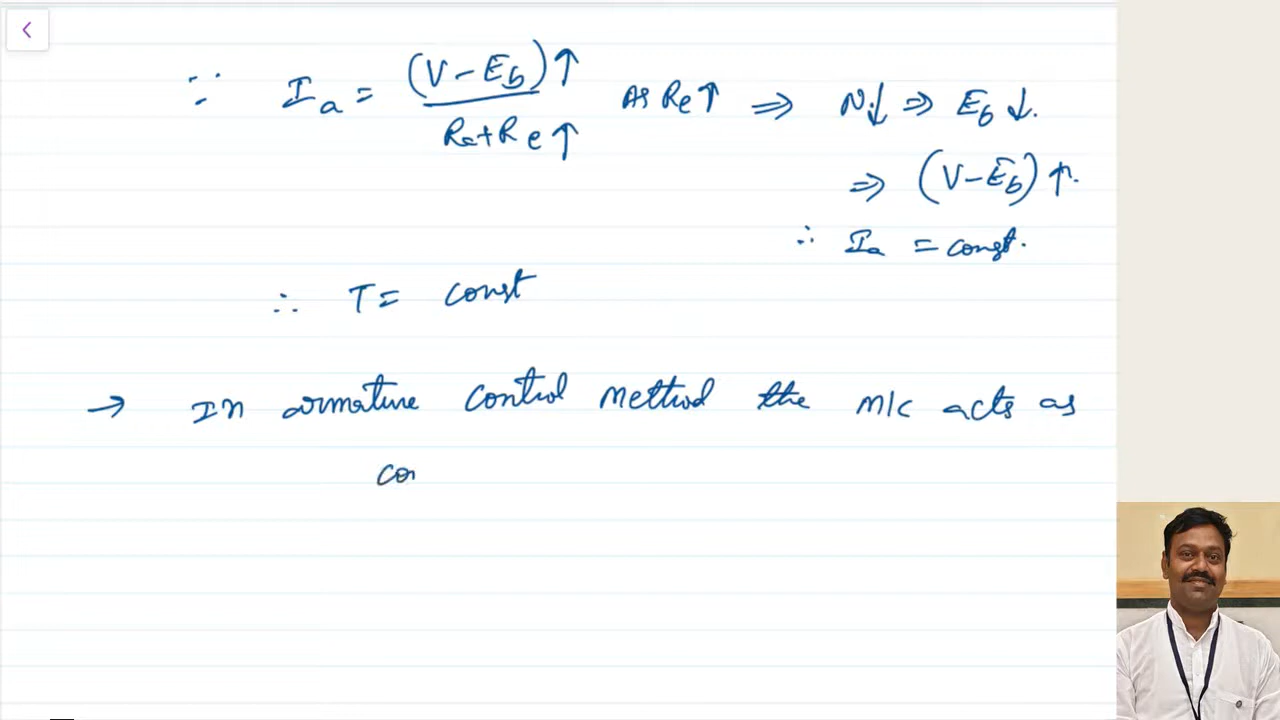 ∵ Ia = (V - Eb)↑ / Ra + Re↑ As Re↑ ⇒ N↓ ⇒ Eb↓.
⇒ (V - Eb)↑.
∴ Ia = const.
∴ T = const
→ In armature control method the m/c acts as
con